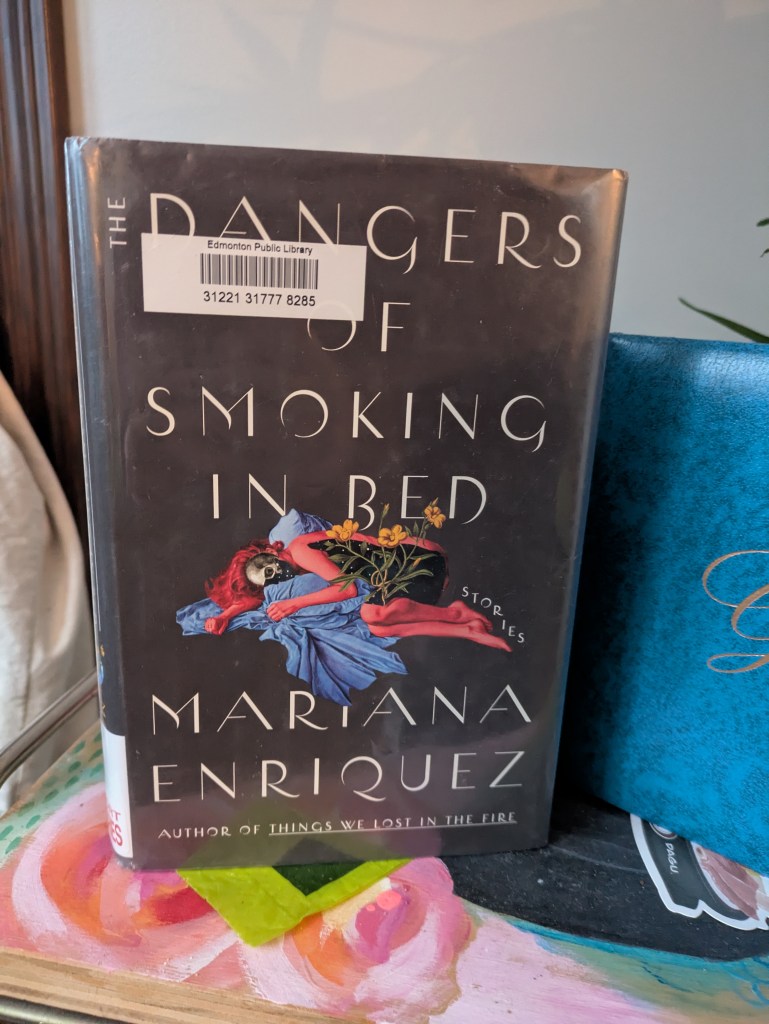 THE
DANGERS
Edmonton Public Library
31221 31777 8285
OF
SMOKING
IN BED
STORIES
MARIANA
ENRIQUEZ
AUTHOR OF THINGS WE LOST IN THE FIRE
PAGU